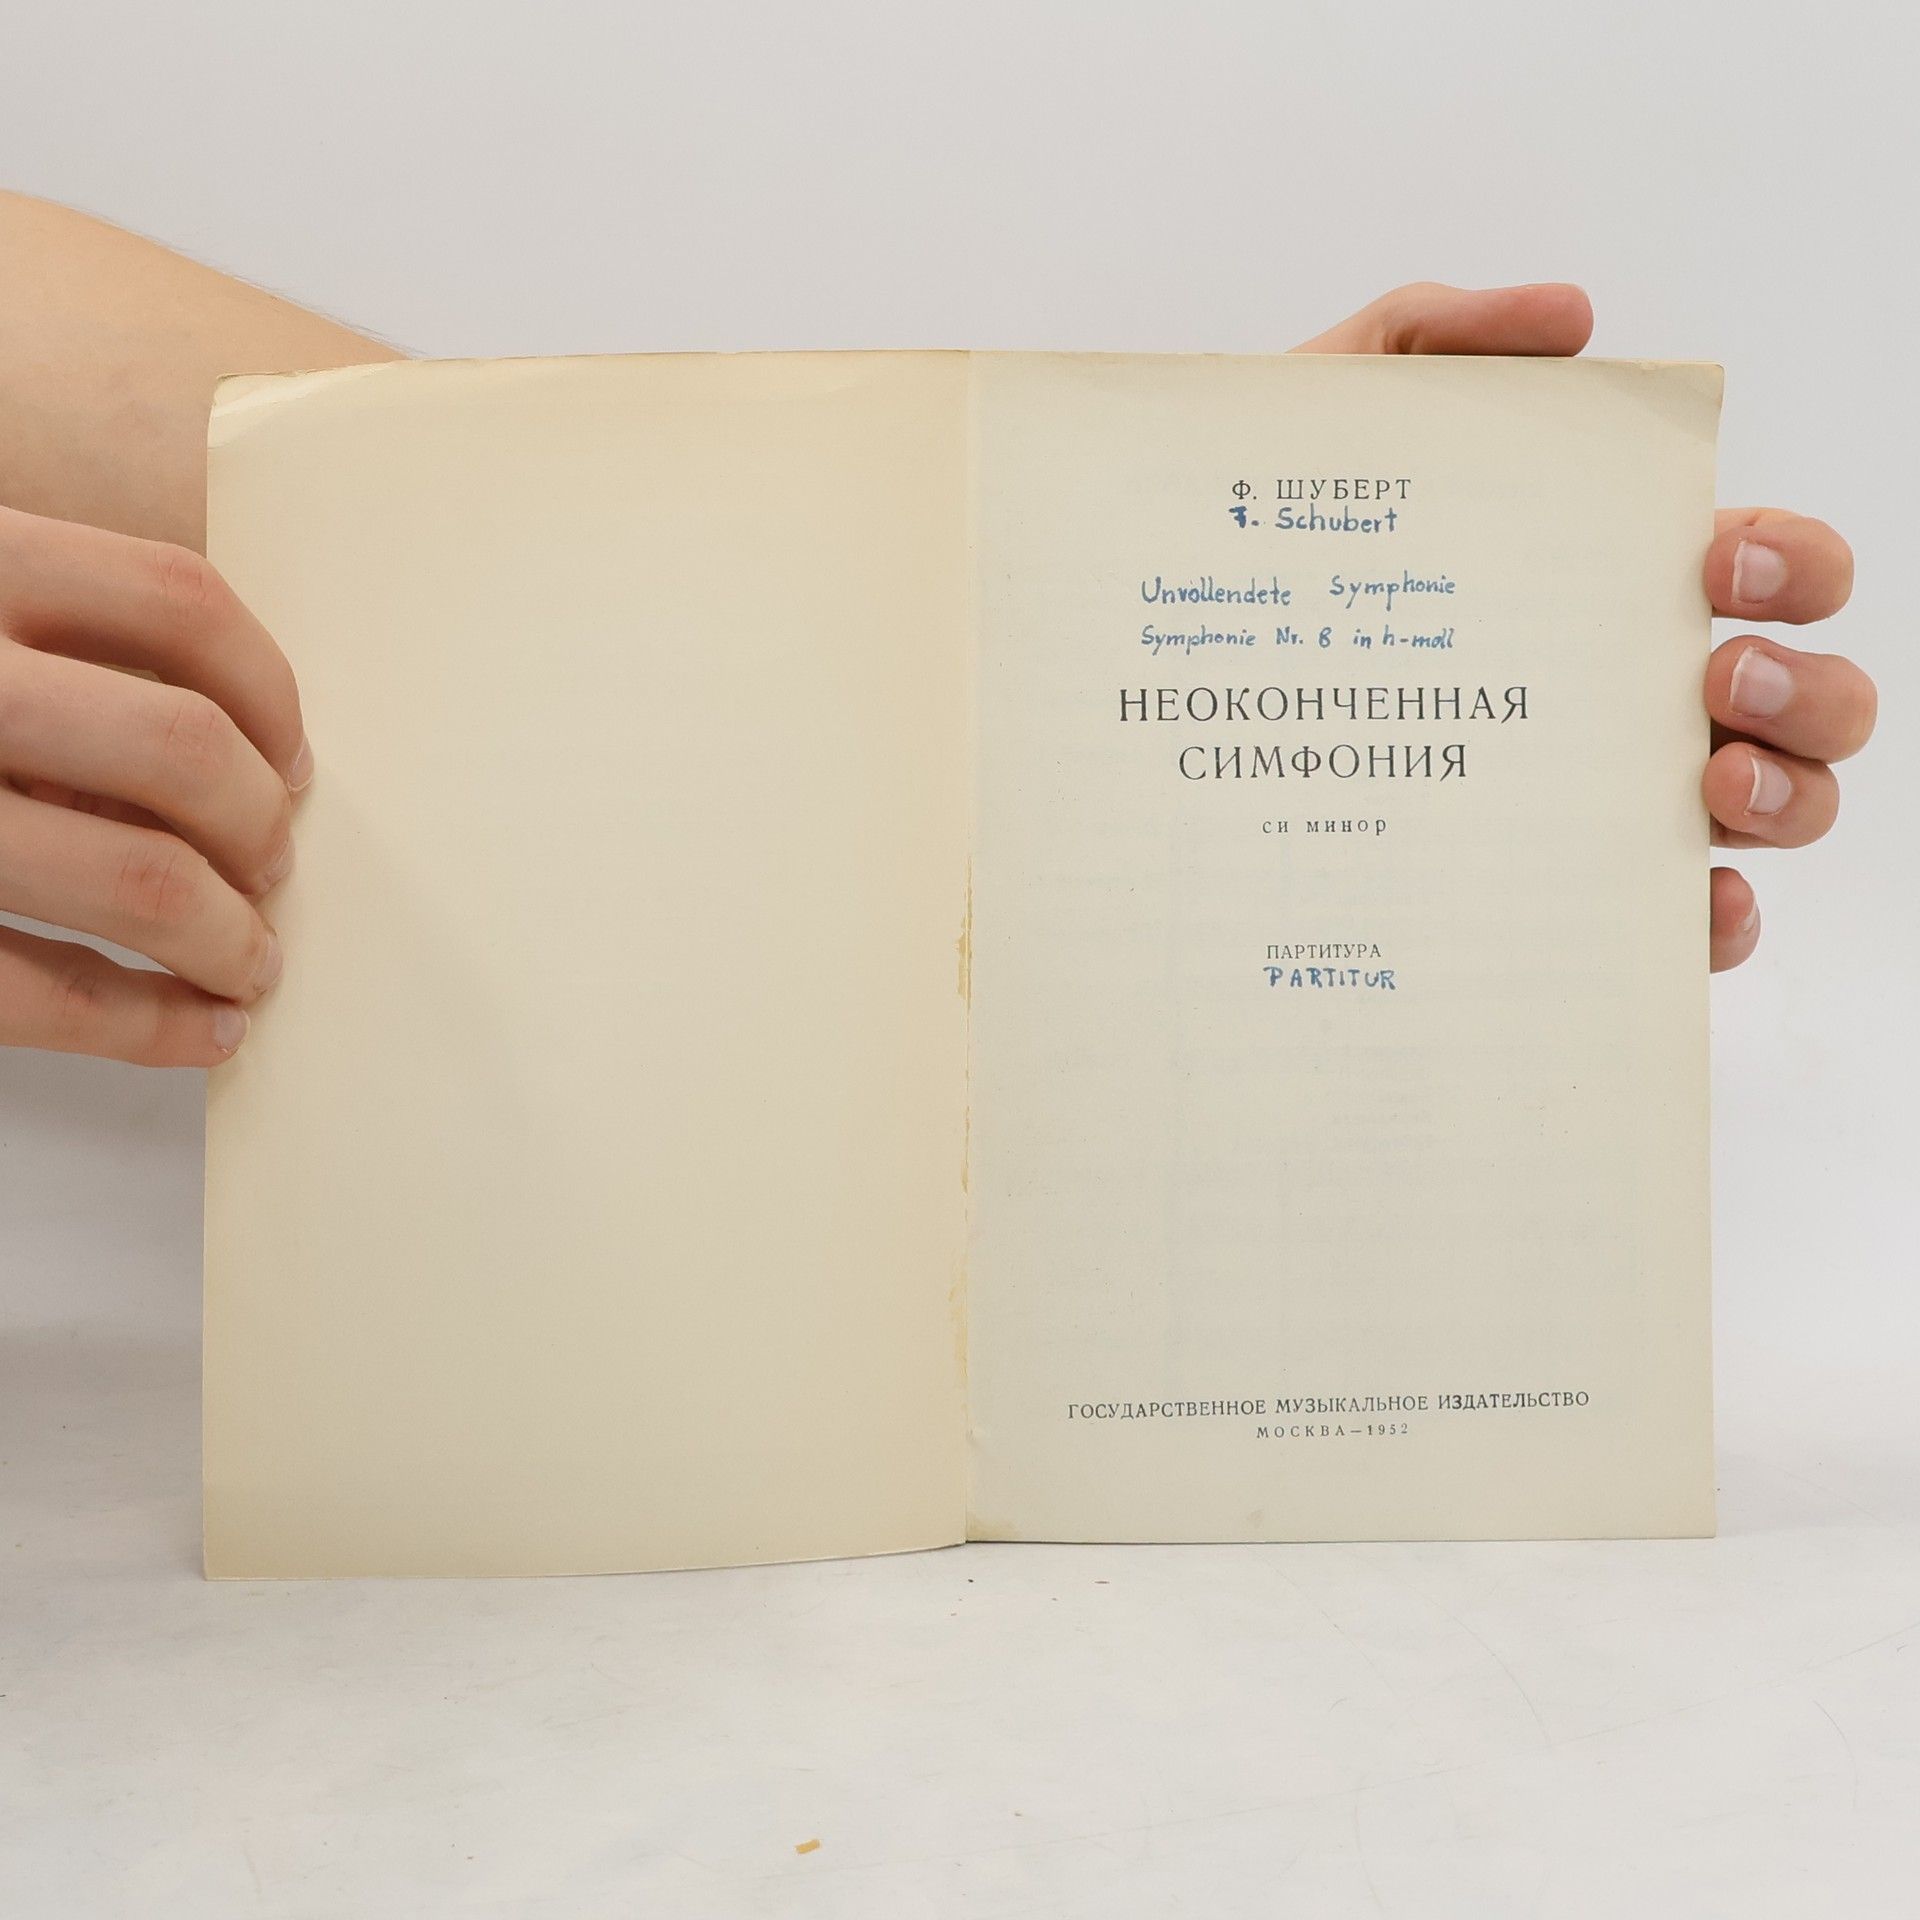 Ф. ШУБЕРТ
F. Schubert
Unvollendete Symphonie
Symphonie Nr. 8 in h-moll
НЕОКОНЧЕННАЯ
СИМФОНИЯ
си минор
ПАРТИТУРА
PARTITUR
ГОСУДАРСТВЕННОЕ МУЗЫКАЛЬНОЕ ИЗДАТЕЛЬСТВО
МОСКВА—1952